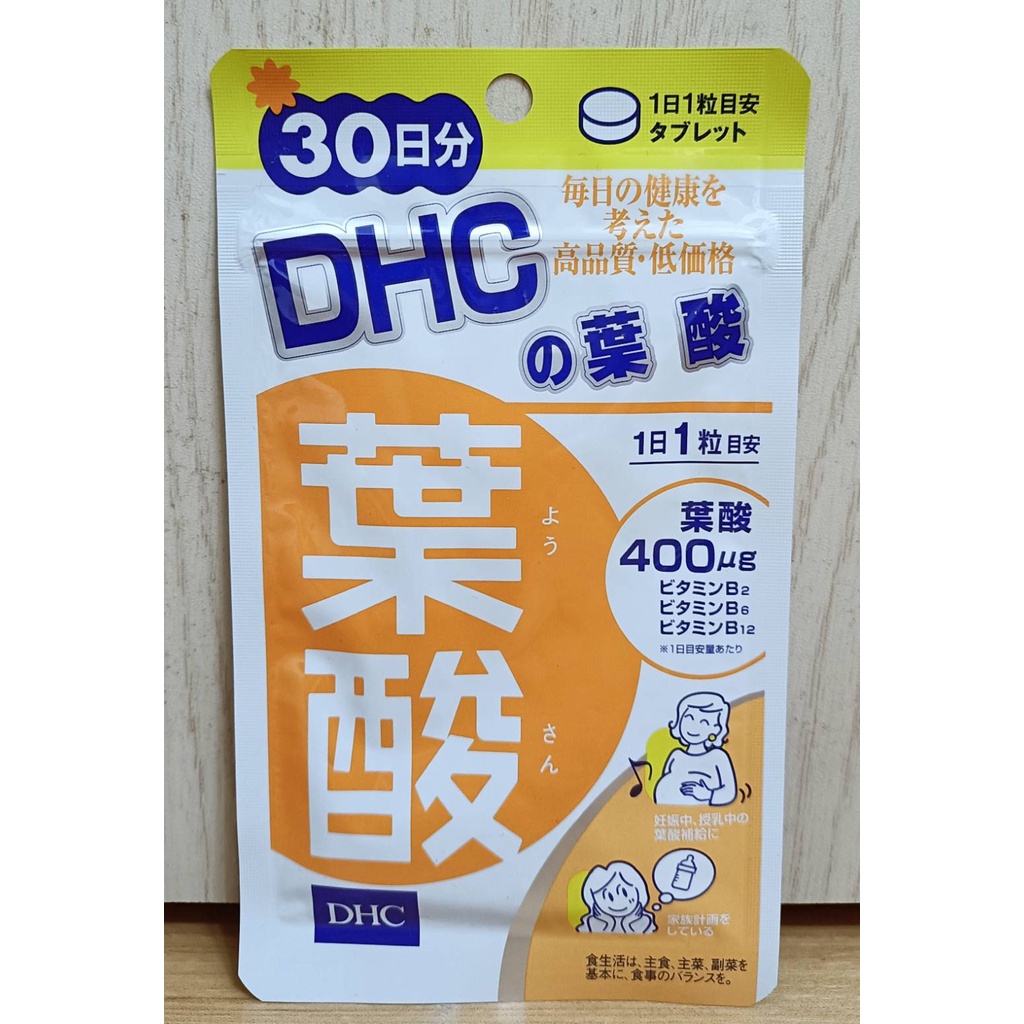 30日分
1日1粒目安
タブレット
毎日の健康を
考えた
高品質・低価格
DHC
の葉酸
1日1粒目安
葉酸
よう
さん
葉酸
400μg
ビタミンB2
ビタミンB6
ビタミンB12
※1日目安量あたり
妊娠中、授乳中の
葉酸補給に
家族計画を
している
DHC
食生活は、主食、主菜、副菜を
基本に、食事のバランスを。